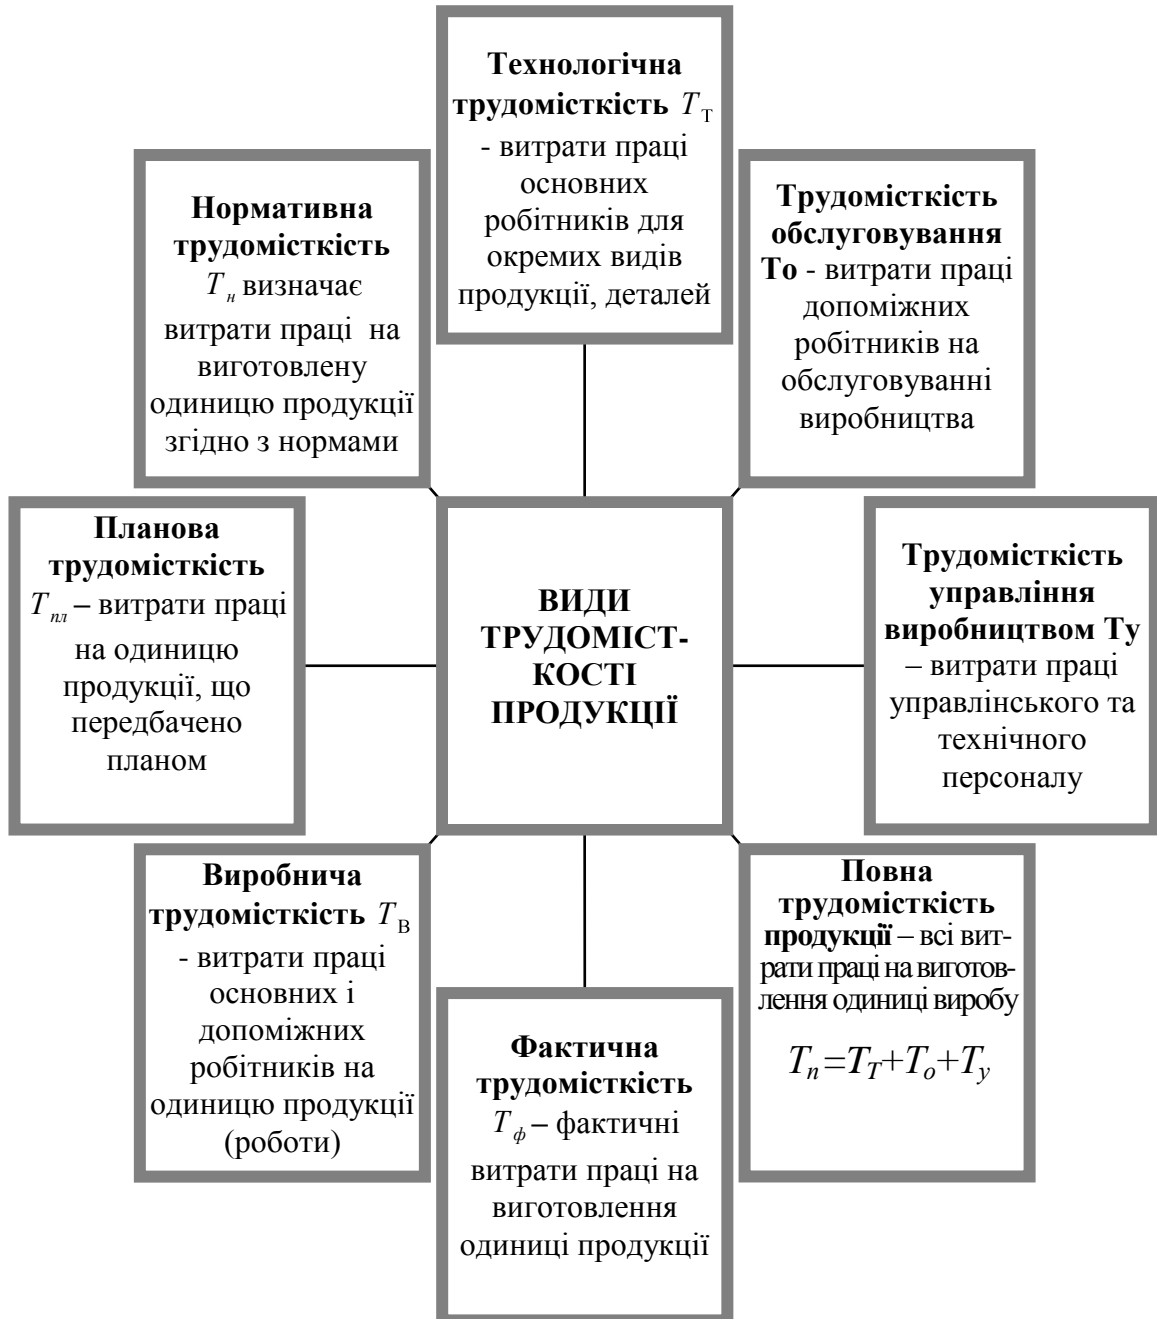 Технологічна
трудомісткість Tт
- витрати праці
основних
робітників для
окремих видів
продукції, деталей
Нормативна
трудомісткість
Tн визначає
витрати праці на
виготовлену
одиницю продукції
згідно з нормами
Трудомісткість
обслуговування
То - витрати праці
допоміжних
робітників на
обслуговуванні
виробництва
Планова
трудомісткість
Tпл – витрати праці
на одиницю
продукції, що
передбачено
планом
ВИДИ
ТРУДОМІСТ-
КОСТІ
ПРОДУКЦІЇ
Трудомісткість
управління
виробництвом Ту
– витрати праці
управлінського та
технічного
персоналу
Виробнича
трудомісткість TВ
- витрати праці
основних і
допоміжних
робітників на
одиницю продукції
(роботи)
Фактична
трудомісткість
Tф – фактичні
витрати праці на
виготовлення
одиниці продукції
Повна
трудомісткість
продукції – всі вит-
рати праці на виготов-
лення одиниці виробу
Tп=TТ+To+Tу